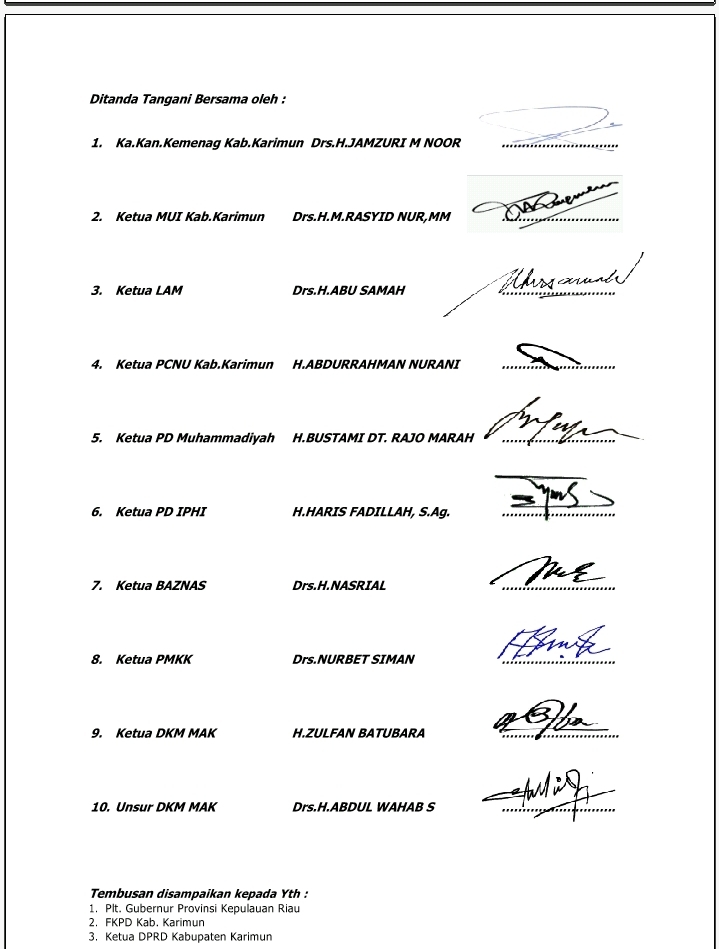 Ditanda Tangani Bersama oleh :
1. Ka.Kan.Kemenag Kab.Karimun Drs.H.JAMZURI M NOOR ..............................
2. Ketua MUI Kab.Karimun Drs.H.M.RASYID NUR,MM ..............................
3. Ketua LAM Drs.H.ABU SAMAH ..............................
4. Ketua PCNU Kab.Karimun H.ABDURRAHMAN NURANI ..............................
5. Ketua PD Muhammadiyah H.BUSTAMI DT. RAJO MARAH ..............................
6. Ketua PD IPHI H.HARIS FADILLAH, S.Ag. ..............................
7. Ketua BAZNAS Drs.H.NASRIAL ..............................
8. Ketua PMKK Drs.NURBET SIMAN ..............................
9. Ketua DKM MAK H.ZULFAN BATUBARA ..............................
10. Unsur DKM MAK Drs.H.ABDUL WAHAB S ..............................
Tembusan disampaikan kepada Yth :
1. Plt. Gubernur Provinsi Kepulauan Riau
2. FKPD Kab. Karimun
3. Ketua DPRD Kabupaten Karimun